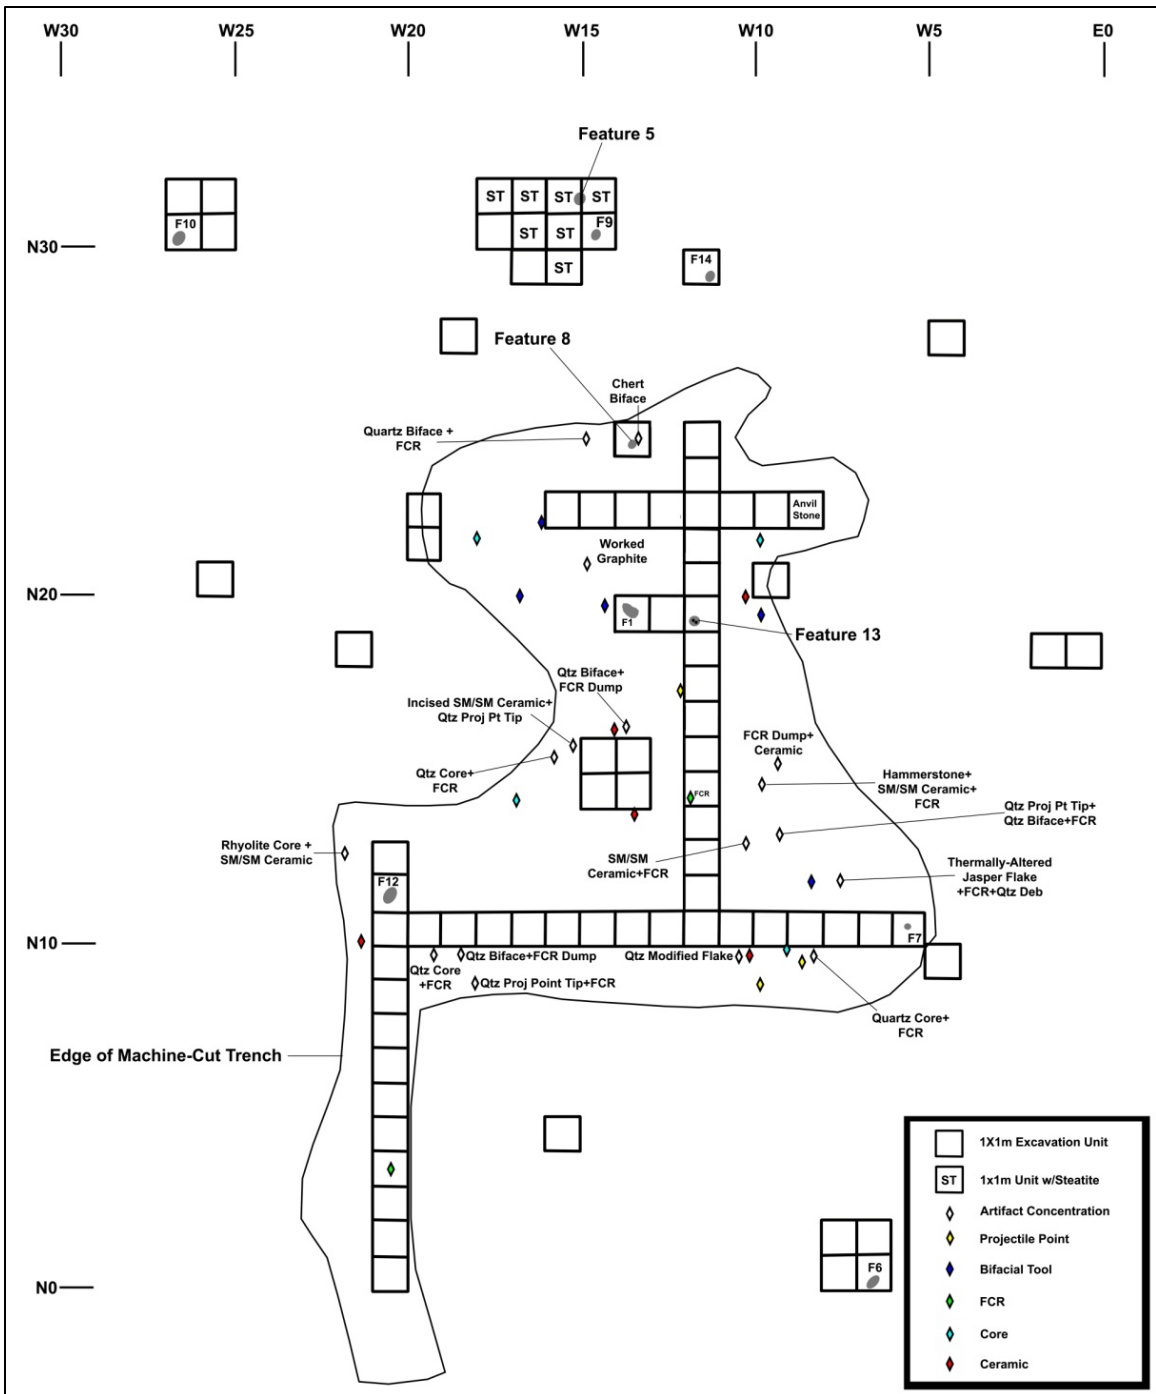 W30 W25 W20 W15 W10 W5 E0
Feature 5
ST ST ST ST
F10
F9
ST ST
N30
F14
ST
Feature 8
Chert
Biface
Quartz Biface +
FCR
Anvil
Stone
Worked
Graphite
N20
F1
Feature 13
Qtz Biface+
FCR Dump
Incised SM/SM Ceramic+
Qtz Proj Pt Tip
FCR Dump+
Ceramic
Qtz Core+
FCR
Hammerstone+
SM/SM Ceramic+
FCR
FCR
Qtz Proj Pt Tip+
Qtz Biface+FCR
Rhyolite Core +
SM/SM Ceramic
SM/SM
Ceramic+FCR
Thermally-Altered
Jasper Flake
+FCR+Qtz Deb
F12
F7
N10
Qtz Biface+FCR Dump
Qtz Modified Flake
Qtz Core
+FCR
Qtz Proj Point Tip+FCR
Quartz Core+
FCR
Edge of Machine-Cut Trench
1X1m Excavation Unit
ST 1x1m Unit w/Steatite
Artifact Concentration
Projectile Point
Bifacial Tool
FCR
Core
Ceramic
F6
N0